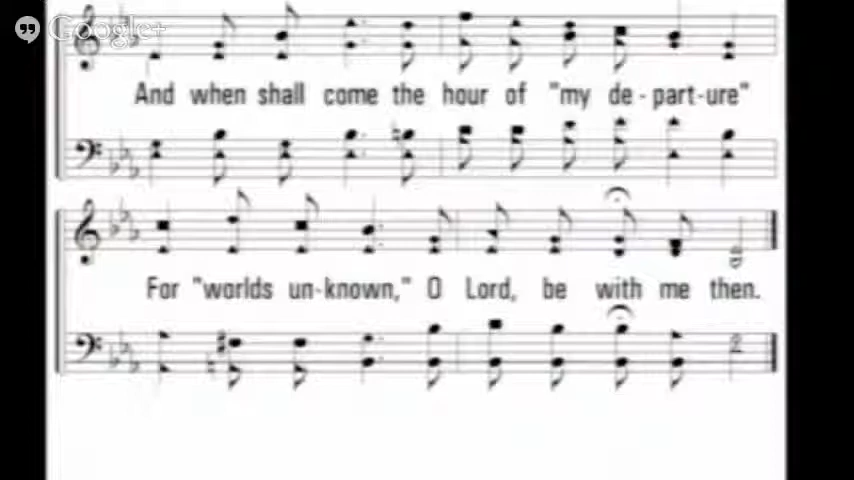 Google+
And when shall come the hour of "my de-part-ure"
For "worlds un-known," O Lord, be with me then.